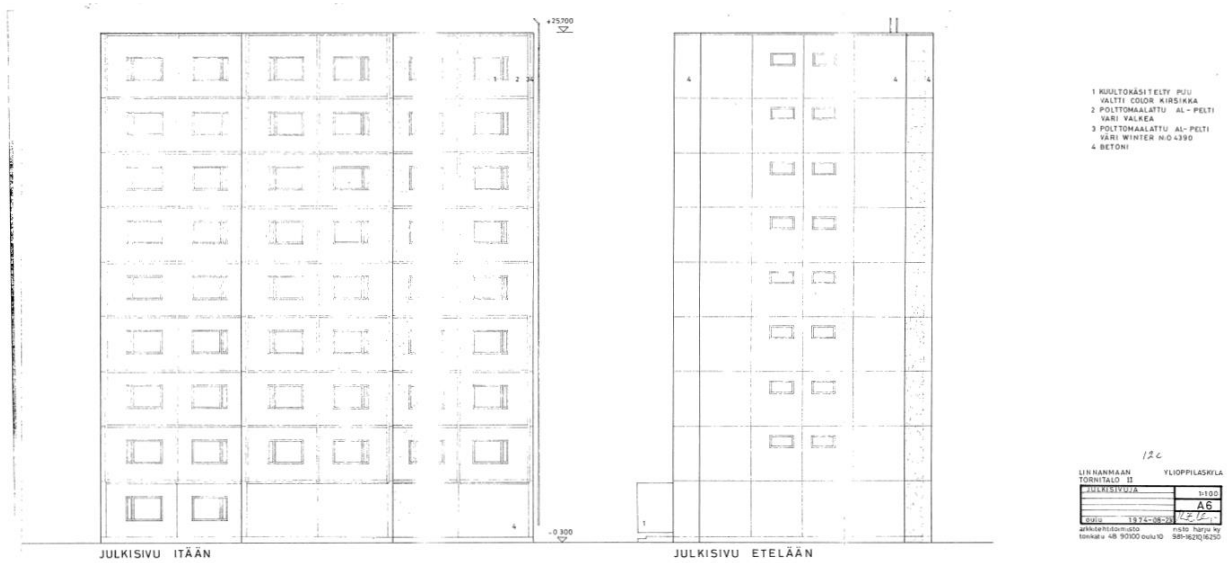 +25,700
1 2 34
4
-0.300
JULKISIVU ITÄÄN
4 4 4
1
JULKISIVU ETELÄÄN
1 KUULTOKÄSITELTY PUU
VALTTI COLOR KIRSIKKA
2 POLTTOMAALATTU AL-PELTI
VÄRI VALKEA
3 POLTTOMAALATTU AL-PELTI
VÄRI WINTER N:O 4390
4 BETONI
12c
LINNANMAAN YLIOPPILASKYLÄ
TORNITALO II
JULKISIVUJA 1:100
A6
oulu 1974-08-29
arkkitehtitoimisto risto harju ky
torikatu 48 90100 oulu 10 981-16210,16250